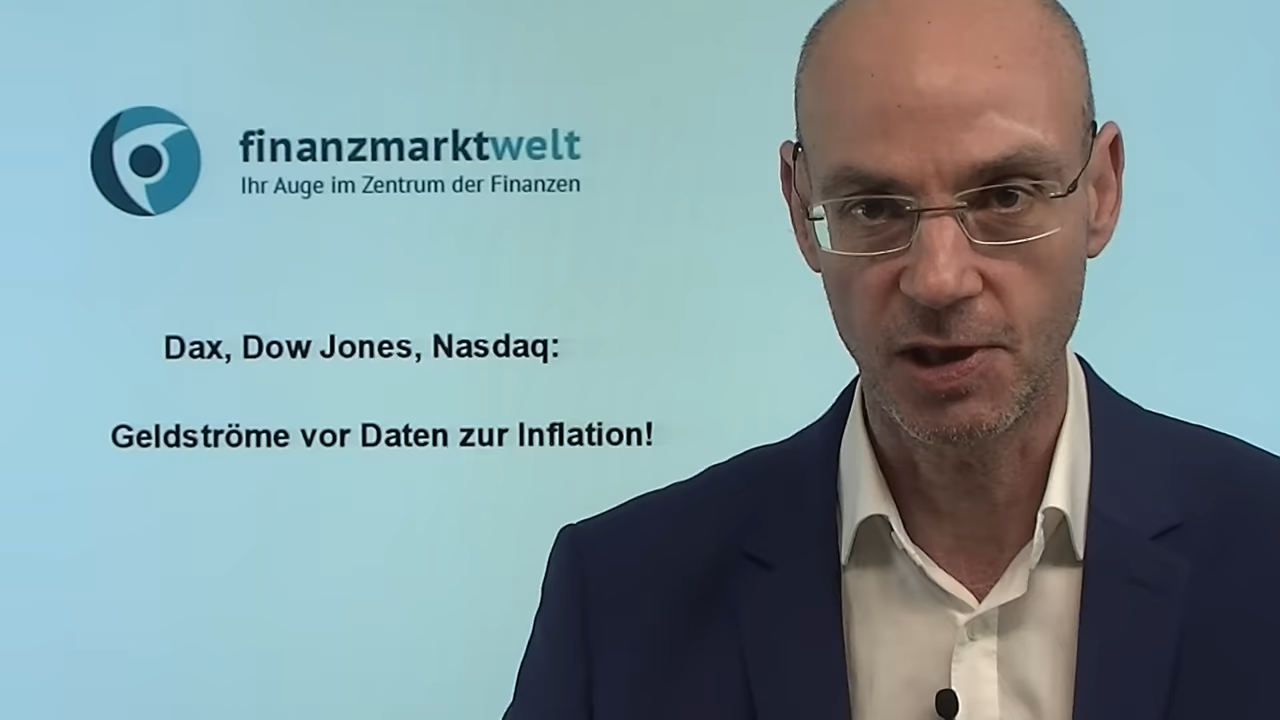 finanzmarktwelt
Ihr Auge im Zentrum der Finanzen
Dax, Dow Jones, Nasdaq:
Geldströme vor Daten zur Inflation!